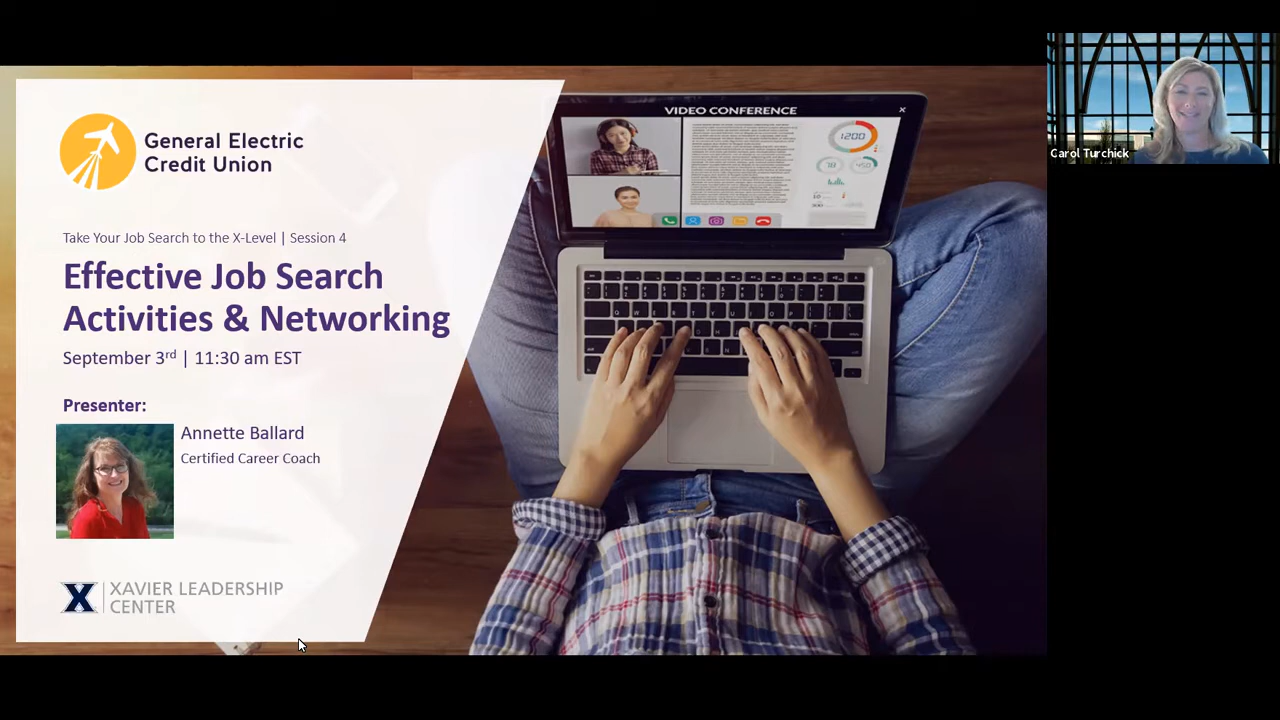 General Electric
Credit Union
Take Your Job Search to the X-Level | Session 4
Effective Job Search
Activities & Networking
September 3rd | 11:30 am EST
Presenter:
Annette Ballard
Certified Career Coach
X XAVIER LEADERSHIP
CENTER
VIDEO CONFERENCE
1200
Carol Turchick